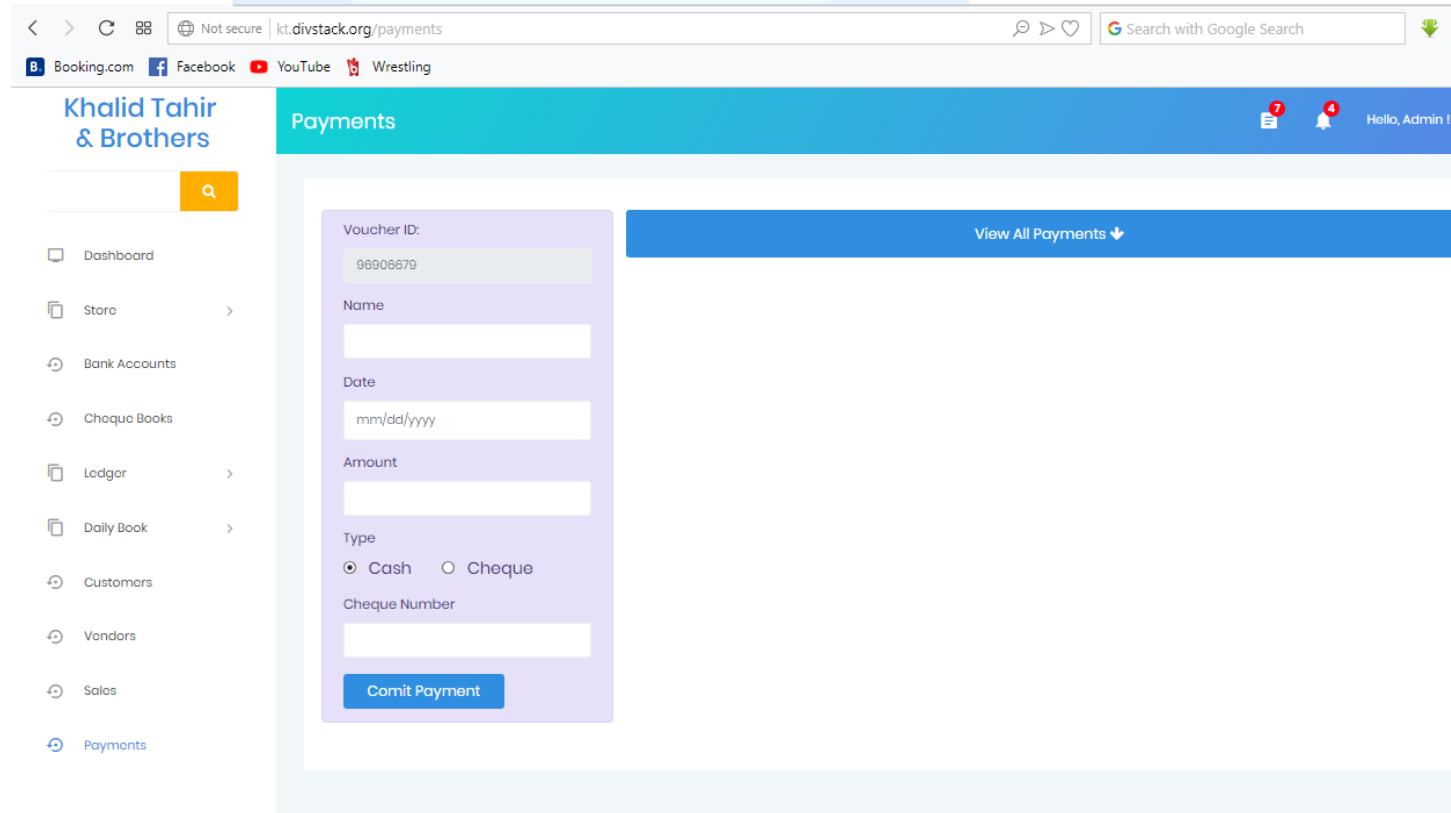 Not secure kt.divstack.org/payments
G Search with Google Search
B. Booking.com Facebook YouTube Wrestling
Khalid Tahir
& Brothers
Payments
7
4
Hello, Admin !
Dashboard
Store
Bank Accounts
Cheque Books
Ledger
Daily Book
Customers
Vendors
Sales
Payments
Voucher ID:
96906679
Name
Date
mm/dd/yyyy
Amount
Type
Cash Cheque
Cheque Number
Comit Payment
View All Payments